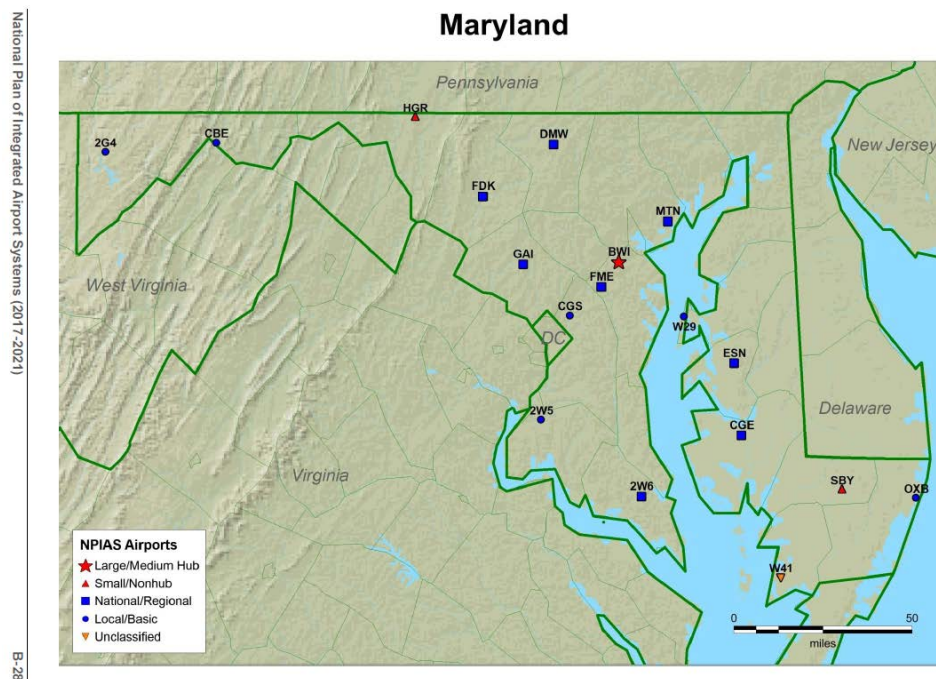 Maryland
National Plan of Integrated Airport Systems (2017-2021)
Pennsylvania
HGR
DMW
CBE
2G4
New Jersey
FDK
MTN
BWI
GAI
FME
West Virginia
CGS
W29
DC
ESN
Delaware
2W5
CGE
Virginia
SBY
2W6
OXB
W41
NPIAS Airports
Large/Medium Hub
Small/Nonhub
National/Regional
Local/Basic
Unclassified
0 50
miles
B-28